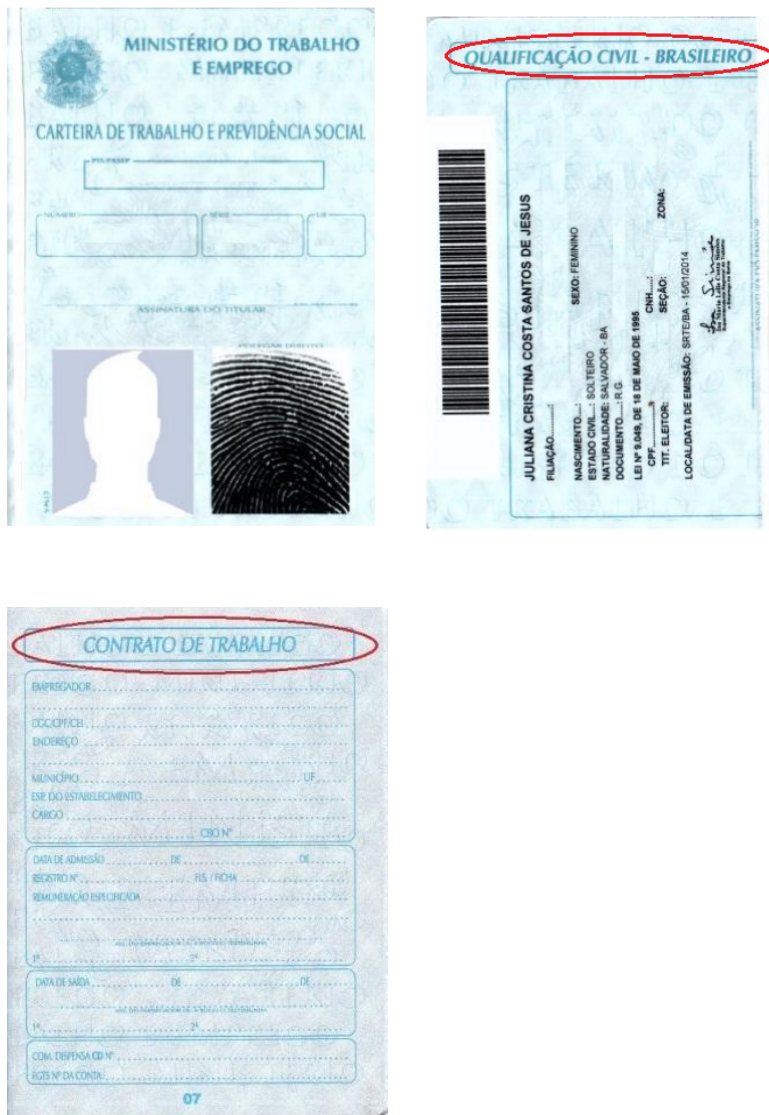 MINISTÉRIO DO TRABALHO
E EMPREGO
CARTEIRA DE TRABALHO E PREVIDÊNCIA SOCIAL
PIS/PASEP
NÚMERO SÉRIE UF
ASSINATURA DO TITULAR
POLEGAR DIREITO
QUALIFICAÇÃO CIVIL - BRASILEIRO
JULIANA CRISTINA COSTA SANTOS DE JESUS
FILIAÇÃO..........:
NASCIMENTO....: SEXO: FEMININO
ESTADO CIVIL...: SOLTEIRO
NATURALIDADE: SALVADOR - BA
DOCUMENTO....: R.G.
LEI Nº 9.049, DE 18 DE MAIO DE 1995
CPF..........: CNH.....:
TIT. ELEITOR: SEÇÃO: ZONA:
LOCAL/DATA DE EMISSÃO: SRTE/BA - 15/01/2014
CONTRATO DE TRABALHO
EMPREGADOR
CGC/CPF/CEI
ENDEREÇO
MUNICÍPIO UF
ESP. DO ESTABELECIMENTO
CARGO
CBO Nº
DATA DE ADMISSÃO DE DE
REGISTRO Nº FLS. / FICHA
REMUNERAÇÃO ESPECIFICADA
1ª 2ª
DATA DE SAÍDA DE DE
1ª 2ª
COM. DISPENSA CD Nº
FGTS Nº DA CONTA
07